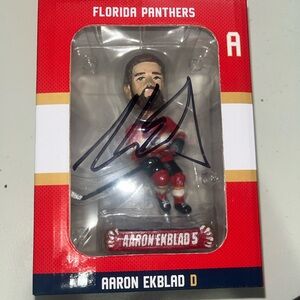 FLORIDA PANTHERS
A
AARON EKBLAD 5
AARON EKBLAD D